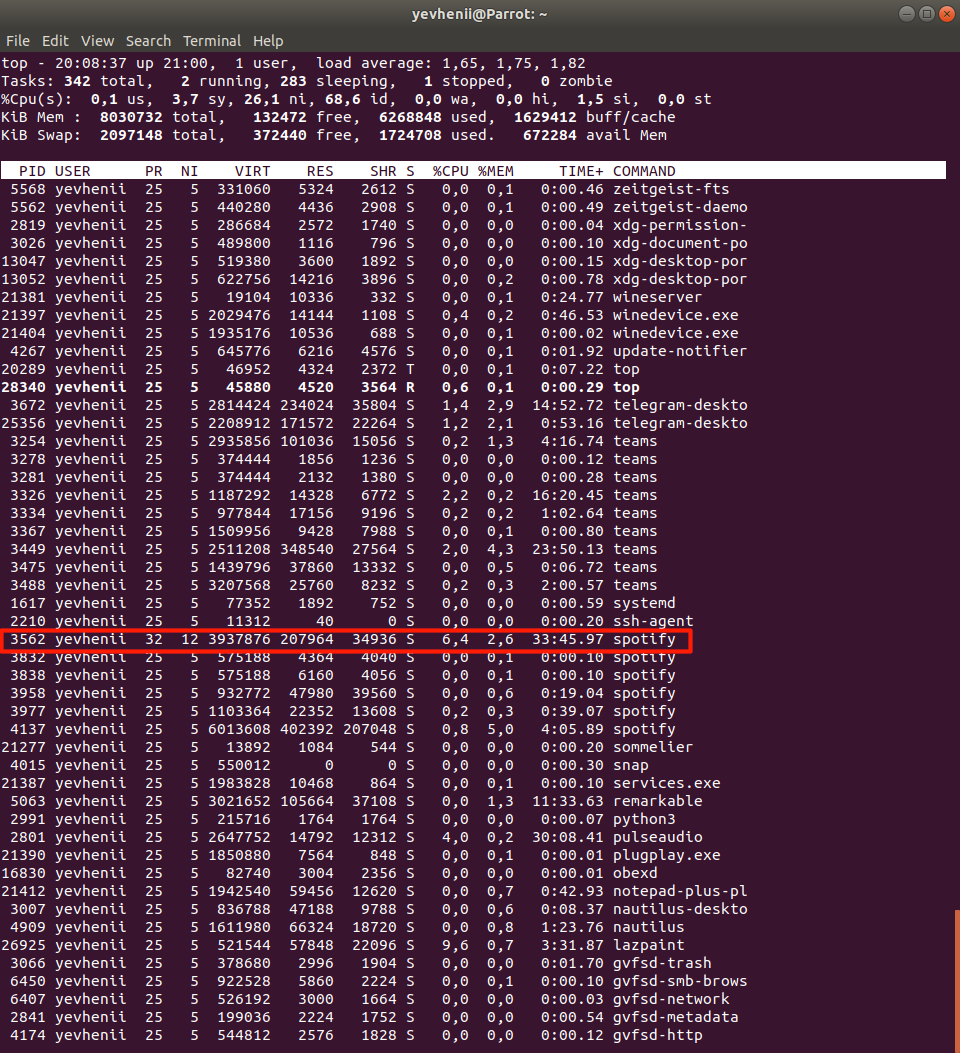 yevhenii@Parrot: ~
File Edit View Search Terminal Help
top - 20:08:37 up 21:00, 1 user, load average: 1,65, 1,75, 1,82
Tasks: 342 total, 2 running, 283 sleeping, 1 stopped, 0 zombie
%Cpu(s): 0,1 us, 3,7 sy, 26,1 ni, 68,6 id, 0,0 wa, 0,0 hi, 1,5 si, 0,0 st
KiB Mem : 8030732 total, 132472 free, 6268848 used, 1629412 buff/cache
KiB Swap: 2097148 total, 372440 free, 1724708 used. 672284 avail Mem
PID USER PR NI VIRT RES SHR S %CPU %MEM TIME+ COMMAND
5568 yevhenii 25 5 331060 5324 2612 S 0,0 0,1 0:00.46 zeitgeist-fts
5562 yevhenii 25 5 440280 4436 2908 S 0,0 0,1 0:00.49 zeitgeist-daemo
2819 yevhenii 25 5 286684 2572 1740 S 0,0 0,0 0:00.04 xdg-permission-
3026 yevhenii 25 5 489800 1116 796 S 0,0 0,0 0:00.10 xdg-document-po
13047 yevhenii 25 5 519380 3600 1892 S 0,0 0,0 0:00.15 xdg-desktop-por
13052 yevhenii 25 5 622756 14216 3896 S 0,0 0,2 0:00.78 xdg-desktop-por
21381 yevhenii 25 5 19104 10336 332 S 0,0 0,1 0:24.77 wineserver
21397 yevhenii 25 5 2029476 14144 1108 S 0,4 0,2 0:46.53 winedevice.exe
21404 yevhenii 25 5 1935176 10536 688 S 0,0 0,1 0:00.02 winedevice.exe
4267 yevhenii 25 5 645776 6216 4576 S 0,0 0,1 0:01.92 update-notifier
20289 yevhenii 25 5 46952 4324 2372 T 0,0 0,1 0:07.22 top
28340 yevhenii 25 5 45880 4520 3564 R 0,6 0,1 0:00.29 top
3672 yevhenii 25 5 2814424 234024 35804 S 1,4 2,9 14:52.72 telegram-deskto
25356 yevhenii 25 5 2208912 171572 22264 S 1,2 2,1 0:53.16 telegram-deskto
3254 yevhenii 25 5 2935856 101036 15056 S 0,2 1,3 4:16.74 teams
3278 yevhenii 25 5 374444 1856 1236 S 0,0 0,0 0:00.12 teams
3281 yevhenii 25 5 374444 2132 1380 S 0,0 0,0 0:00.28 teams
3326 yevhenii 25 5 1187292 14328 6772 S 2,2 0,2 16:20.45 teams
3334 yevhenii 25 5 977844 17156 9196 S 0,2 0,2 1:02.64 teams
3367 yevhenii 25 5 1509956 9428 7988 S 0,0 0,1 0:00.80 teams
3449 yevhenii 25 5 2511208 348540 27564 S 2,0 4,3 23:50.13 teams
3475 yevhenii 25 5 1439796 37860 13332 S 0,0 0,5 0:06.72 teams
3488 yevhenii 25 5 3207568 25760 8232 S 0,2 0,3 2:00.57 teams
1617 yevhenii 25 5 77352 1892 752 S 0,0 0,0 0:00.59 systemd
2210 yevhenii 25 5 11312 40 0 S 0,0 0,0 0:00.20 ssh-agent
3562 yevhenii 32 12 3937876 207964 34936 S 6,4 2,6 33:45.97 spotify
3832 yevhenii 25 5 575188 4364 4040 S 0,0 0,1 0:00.10 spotify
3838 yevhenii 25 5 575188 6160 4056 S 0,0 0,1 0:00.10 spotify
3958 yevhenii 25 5 932772 47980 39560 S 0,0 0,6 0:19.04 spotify
3977 yevhenii 25 5 1103364 22352 13608 S 0,2 0,3 0:39.07 spotify
4137 yevhenii 25 5 6013608 402392 207048 S 0,8 5,0 4:05.89 spotify
21277 yevhenii 25 5 13892 1084 544 S 0,0 0,0 0:00.20 sommelier
4015 yevhenii 25 5 550012 0 0 S 0,0 0,0 0:00.30 snap
21387 yevhenii 25 5 1983828 10468 864 S 0,0 0,1 0:00.10 services.exe
5063 yevhenii 25 5 3021652 105664 37108 S 0,0 1,3 11:33.63 remarkable
2991 yevhenii 25 5 215716 1764 1764 S 0,0 0,0 0:00.07 python3
2801 yevhenii 25 5 2647752 14792 12312 S 4,0 0,2 30:08.41 pulseaudio
21390 yevhenii 25 5 1850880 7564 848 S 0,0 0,1 0:00.01 plugplay.exe
16830 yevhenii 25 5 82740 3004 2356 S 0,0 0,0 0:00.01 obexd
21412 yevhenii 25 5 1942540 59456 12620 S 0,0 0,7 0:42.93 notepad-plus-pl
3007 yevhenii 25 5 836788 47188 9788 S 0,0 0,6 0:08.37 nautilus-deskto
4909 yevhenii 25 5 1611980 66324 18720 S 0,0 0,8 1:23.76 nautilus
26925 yevhenii 25 5 521544 57848 22096 S 9,6 0,7 3:31.87 lazpaint
3066 yevhenii 25 5 378680 2996 1904 S 0,0 0,0 0:01.70 gvfsd-trash
6450 yevhenii 25 5 922528 5860 2224 S 0,0 0,1 0:00.10 gvfsd-smb-brows
6407 yevhenii 25 5 526192 3000 1664 S 0,0 0,0 0:00.03 gvfsd-network
2841 yevhenii 25 5 199036 2224 1752 S 0,0 0,0 0:00.54 gvfsd-metadata
4174 yevhenii 25 5 544812 2576 1828 S 0,0 0,0 0:00.12 gvfsd-http